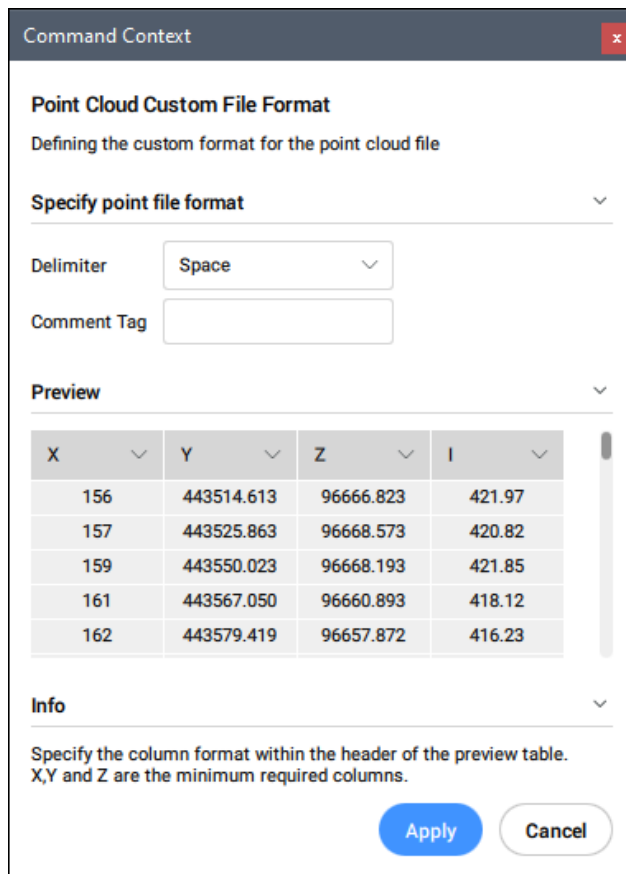 Command Context
x
Point Cloud Custom File Format
Defining the custom format for the point cloud file
Specify point file format
Delimiter Space
Comment Tag
Preview
X Y Z I
156 443514.613 96666.823 421.97
157 443525.863 96668.573 420.82
159 443550.023 96668.193 421.85
161 443567.050 96660.893 418.12
162 443579.419 96657.872 416.23
Info
Specify the column format within the header of the preview table.
X,Y and Z are the minimum required columns.
Apply Cancel